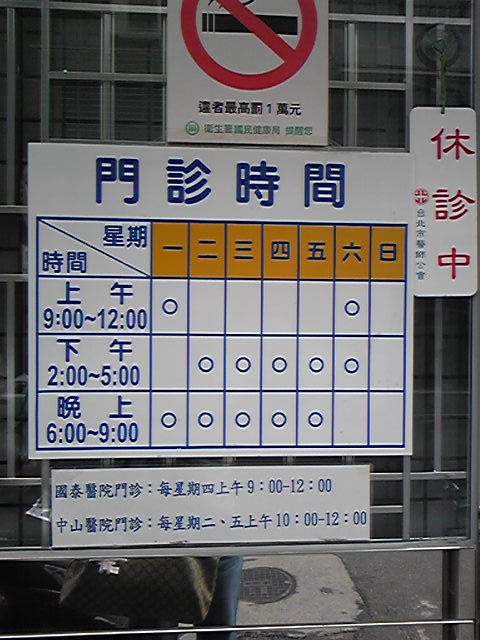 違者最高罰1萬元
衛生署國民健康局 提醒您
休診中
台北市醫師公會
門診時間
星期 一 二 三 四 五 六 日
時間
上午
9:00~12:00 ○ ○
下午
2:00~5:00 ○ ○ ○ ○ ○
晚上
6:00~9:00 ○ ○ ○ ○ ○
國泰醫院門診：每星期四上午9：00-12：00
中山醫院門診：每星期二、五上午10：00-12：00